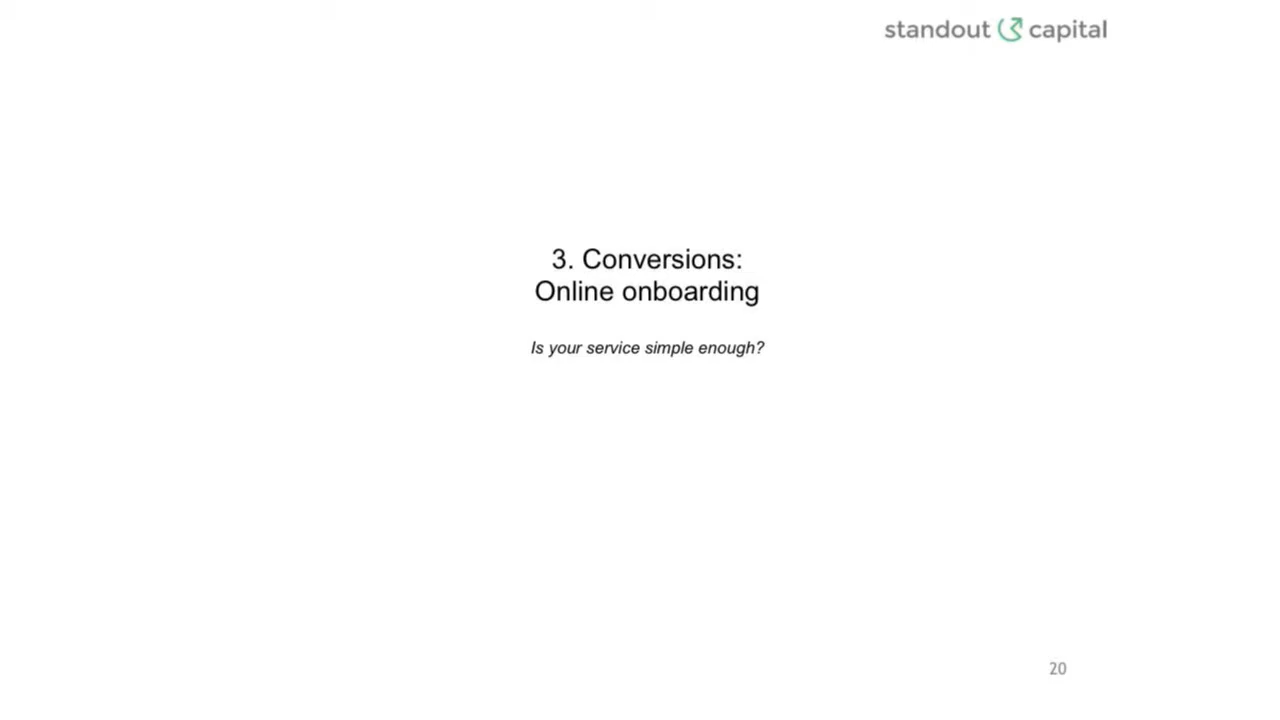 standout capital
3. Conversions:
Online onboarding
Is your service simple enough?
20